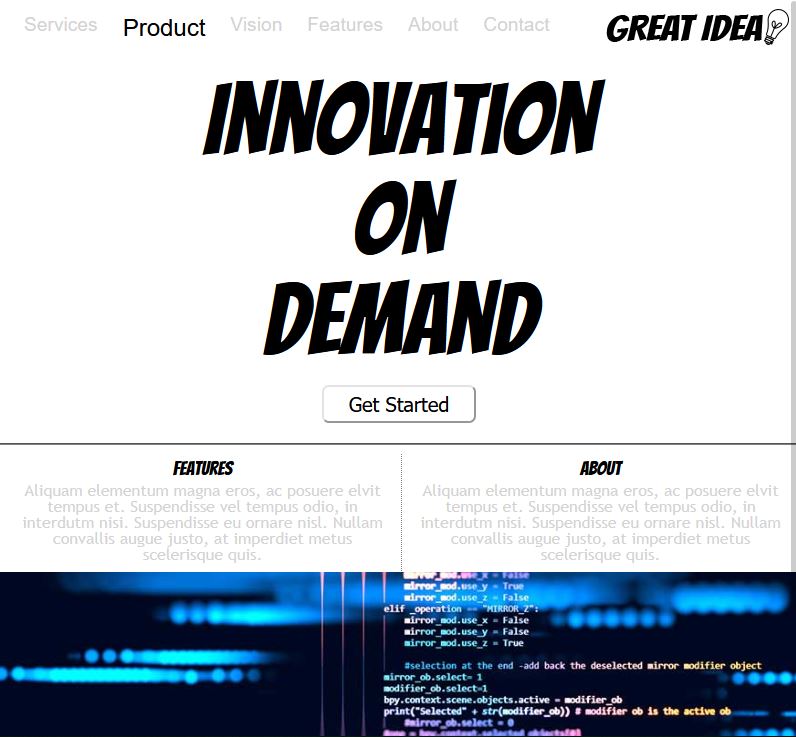 Services Product Vision Features About Contact GREAT IDEA
INNOVATION
ON
DEMAND
Get Started
FEATURES
Aliquam elementum magna eros, ac posuere elvit
tempus et. Suspendisse vel tempus odio, in
interdutm nisi. Suspendisse eu ornare nisl. Nullam
convallis augue justo, at imperdiet metus
scelerisque quis.
ABOUT
Aliquam elementum magna eros, ac posuere elvit
tempus et. Suspendisse vel tempus odio, in
interdutm nisi. Suspendisse eu ornare nisl. Nullam
convallis augue justo, at imperdiet metus
scelerisque quis.
mirror_mod.use_x = False
mirror_mod.use_y = True
mirror_mod.use_z = False
elif _operation == "MIRROR_Z":
mirror_mod.use_x = False
mirror_mod.use_y = False
mirror_mod.use_z = True
#selection at the end -add back the deselected mirror modifier object
mirror_ob.select= 1
modifier_ob.select=1
bpy.context.scene.objects.active = modifier_ob
print("Selected" + str(modifier_ob)) # modifier ob is the active ob
#mirror_ob.select = 0
= bpy.context.selected_objects[0]